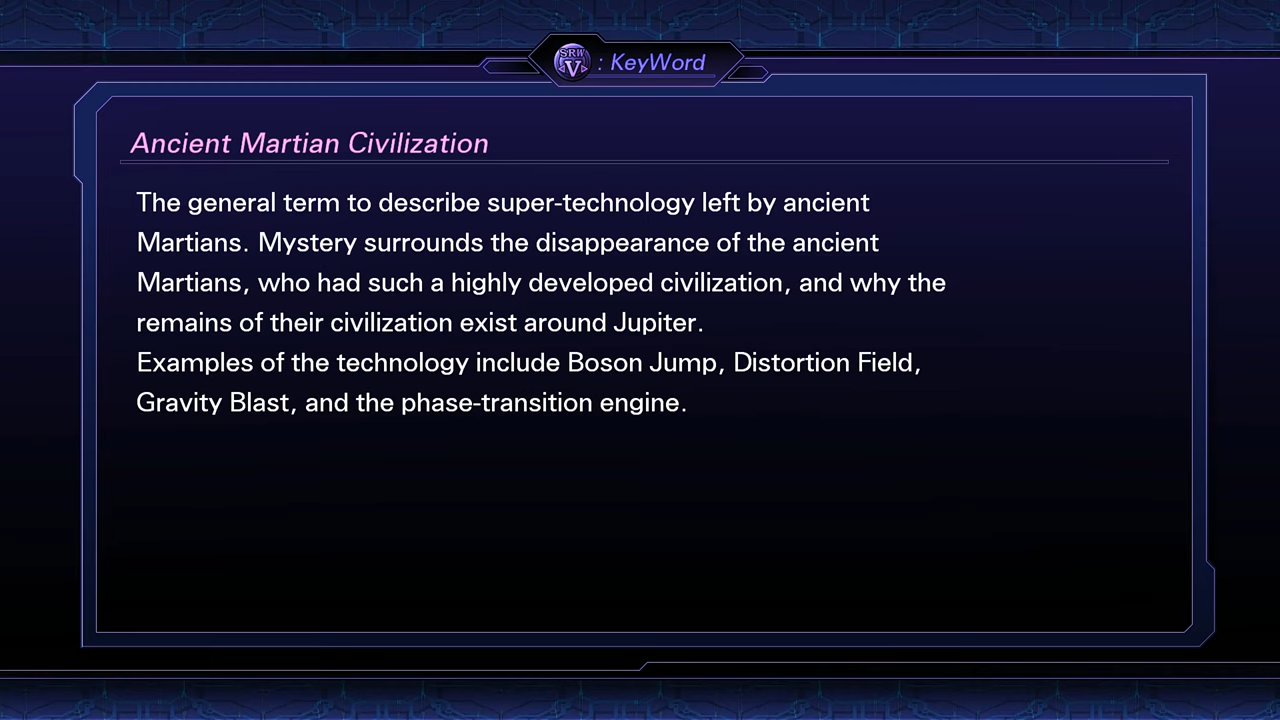 SRW
V : KeyWord
Ancient Martian Civilization
The general term to describe super-technology left by ancient
Martians. Mystery surrounds the disappearance of the ancient
Martians, who had such a highly developed civilization, and why the
remains of their civilization exist around Jupiter.
Examples of the technology include Boson Jump, Distortion Field,
Gravity Blast, and the phase-transition engine.